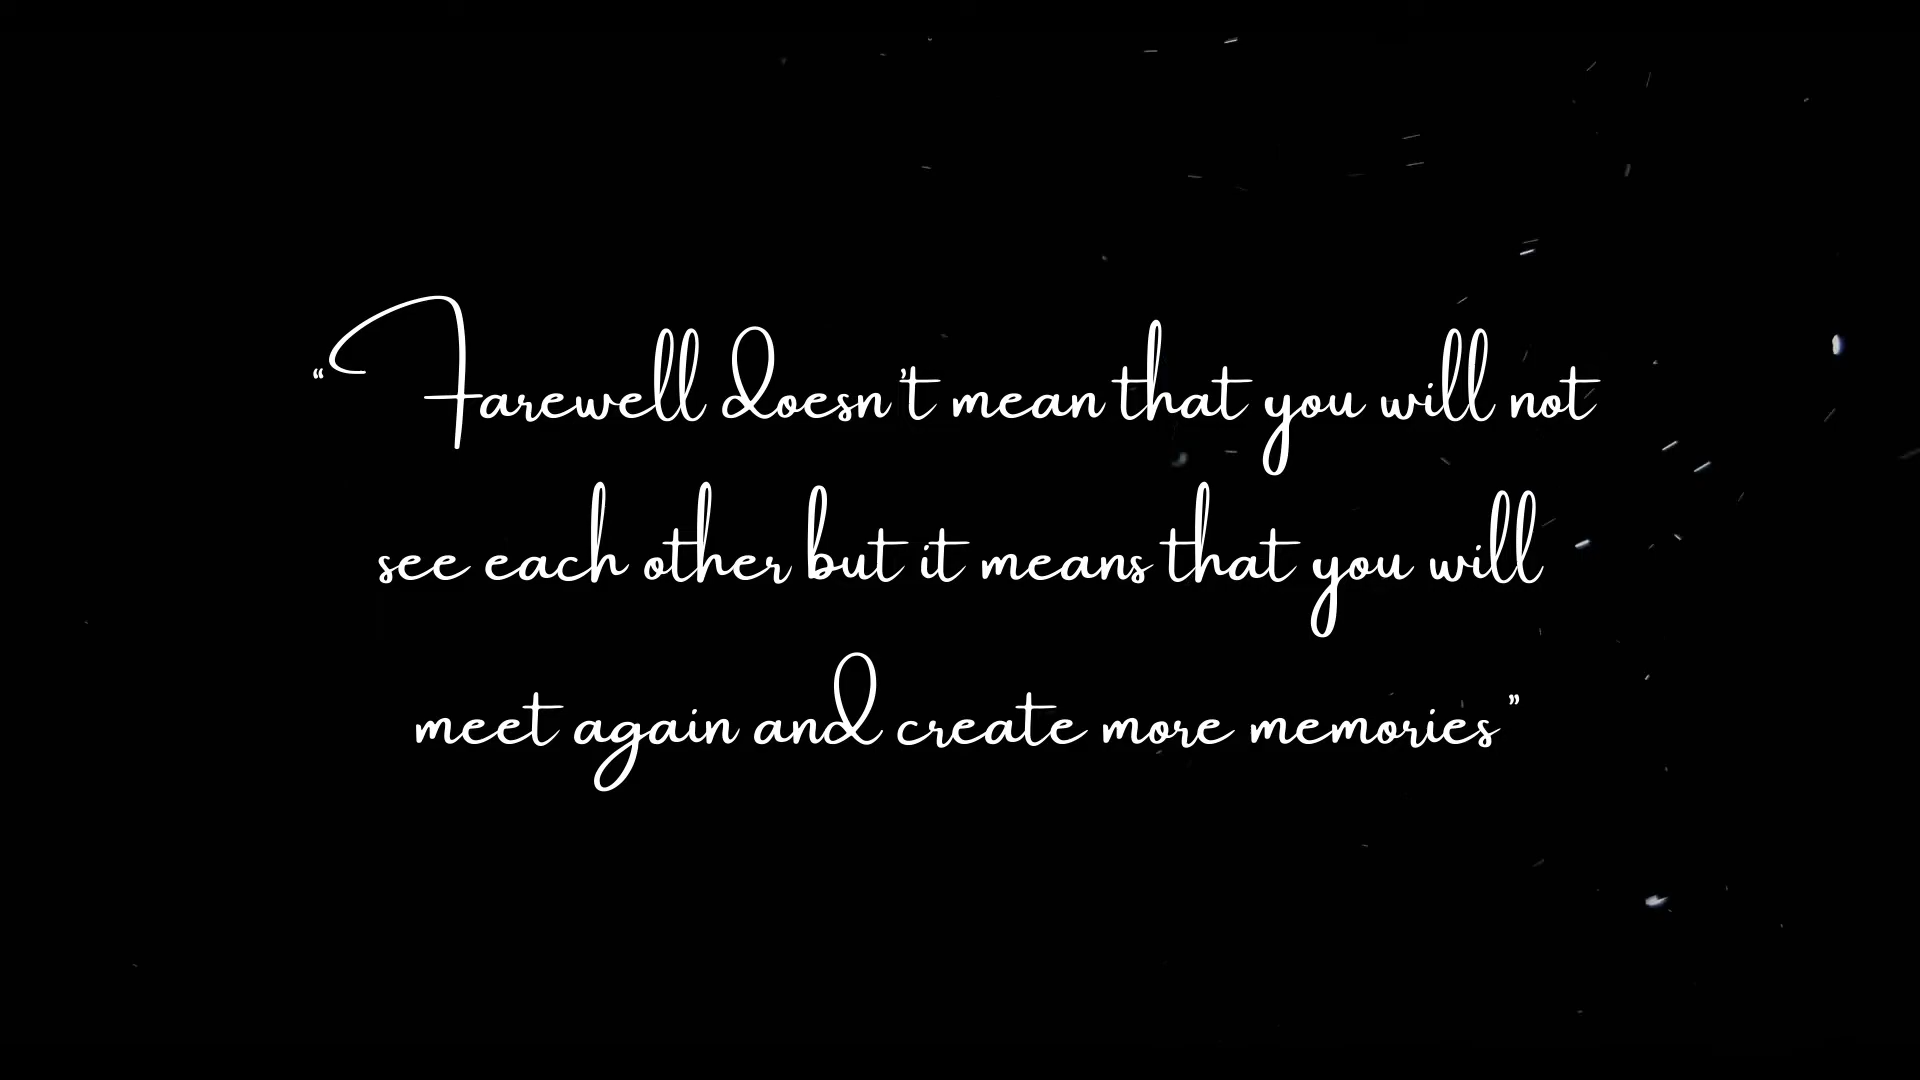 “Farewell doesn't mean that you will not
see each other but it means that you will
meet again and create more memories”